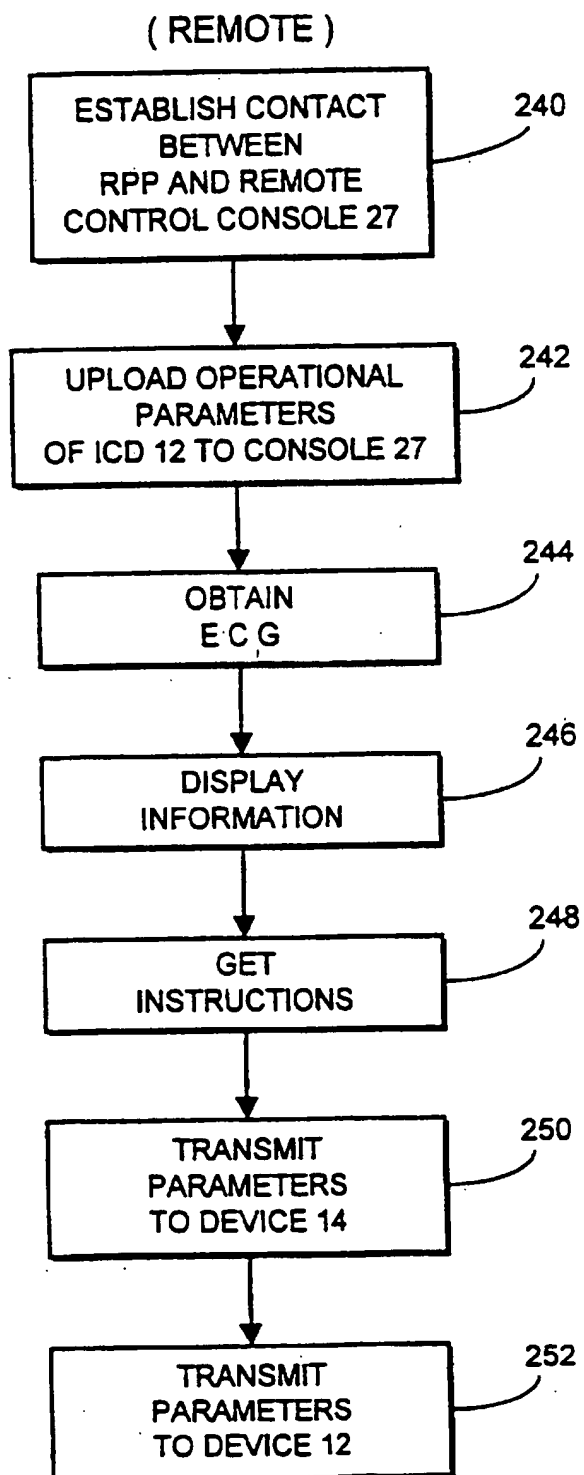 ( REMOTE )
ESTABLISH CONTACT
BETWEEN
RPP AND REMOTE
CONTROL CONSOLE 27
240
UPLOAD OPERATIONAL
PARAMETERS
OF ICD 12 TO CONSOLE 27
242
OBTAIN
E C G
244
DISPLAY
INFORMATION
246
GET
INSTRUCTIONS
248
TRANSMIT
PARAMETERS
TO DEVICE 14
250
TRANSMIT
PARAMETERS
TO DEVICE 12
252